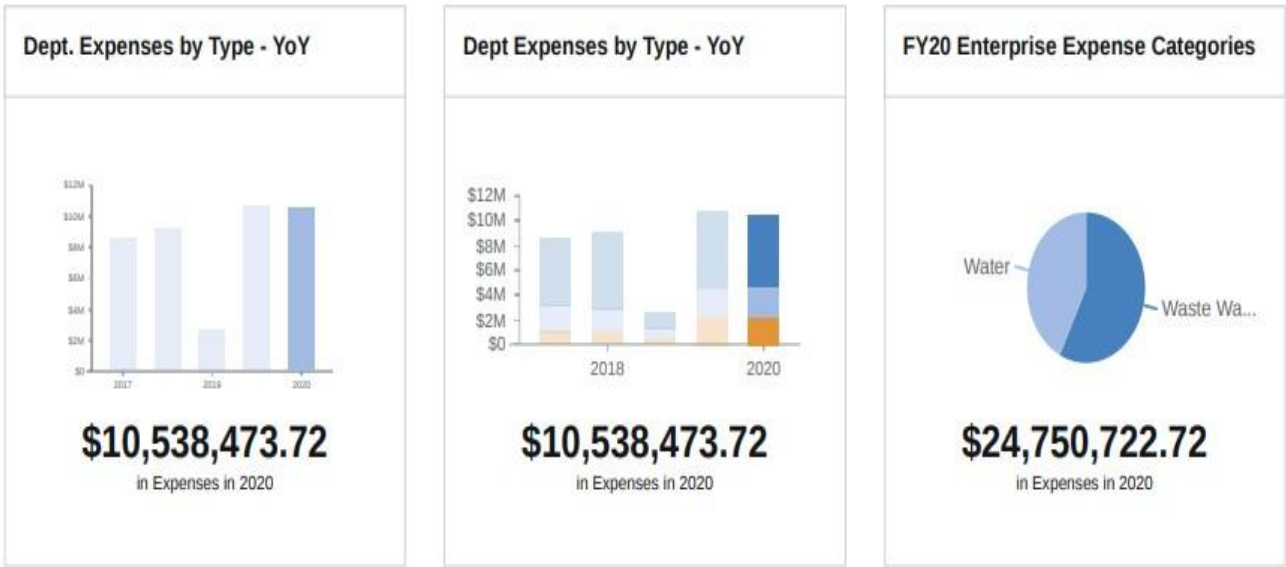 Dept. Expenses by Type - YoY
$12M
$10M
$8M
$6M
$4M
$2M
$0
2017
2019
2020
$10,538,473.72
in Expenses in 2020
Dept Expenses by Type - YoY
$12M
$10M
$8M
$6M
$4M
$2M
$0
2018
2020
$10,538,473.72
in Expenses in 2020
FY20 Enterprise Expense Categories
Water
Waste Wa...
$24,750,722.72
in Expenses in 2020